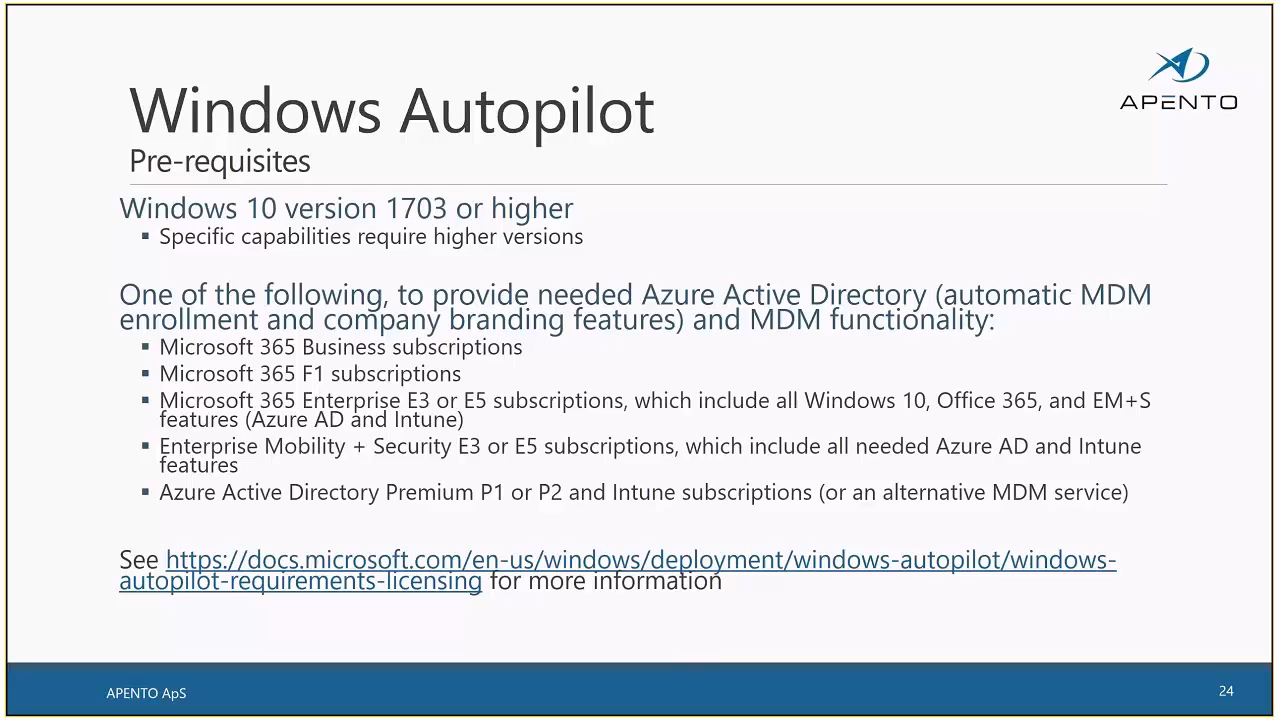 APENTO
Windows Autopilot
Pre-requisites
Windows 10 version 1703 or higher
▪ Specific capabilities require higher versions
One of the following, to provide needed Azure Active Directory (automatic MDM
enrollment and company branding features) and MDM functionality:
▪ Microsoft 365 Business subscriptions
▪ Microsoft 365 F1 subscriptions
▪ Microsoft 365 Enterprise E3 or E5 subscriptions, which include all Windows 10, Office 365, and EM+S
features (Azure AD and Intune)
▪ Enterprise Mobility + Security E3 or E5 subscriptions, which include all needed Azure AD and Intune
features
▪ Azure Active Directory Premium P1 or P2 and Intune subscriptions (or an alternative MDM service)
See https://docs.microsoft.com/en-us/windows/deployment/windows-autopilot/windows-
autopilot-requirements-licensing for more information
APENTO ApS
24